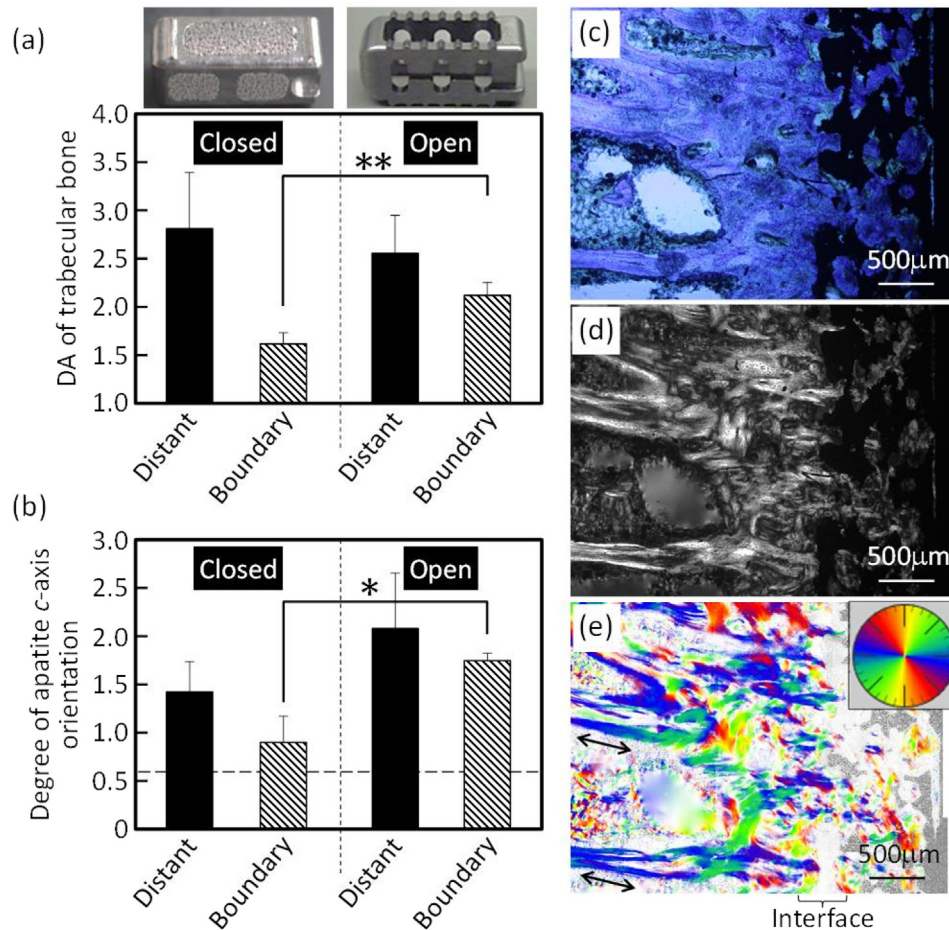 (a)
4.0
3.5
3.0
2.5
2.0
1.5
1.0
DA of trabecular bone
Closed
Open
**
Distant
Boundary
Distant
Boundary
(b)
3.0
2.5
2.0
1.5
1.0
0.5
0
Degree of apatite c-axis
orientation
Closed
Open
*
Distant
Boundary
Distant
Boundary
(c)
500μm
(d)
500μm
(e)
500μm
Interface